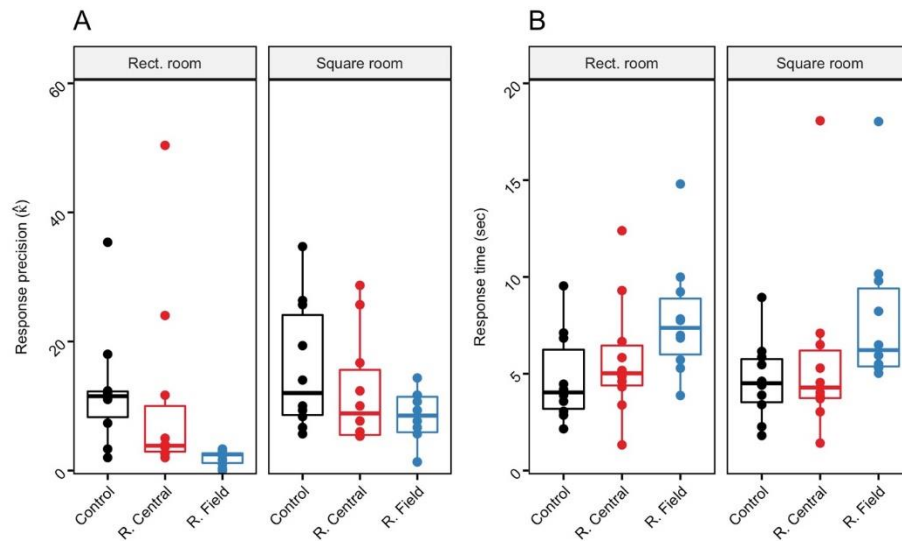 A
B
Rect. room
Square room
Rect. room
Square room
Response precision (k̂)
60
40
20
0
Response time (sec)
20
15
10
5
0
Control
R. Central
R. Field
Control
R. Central
R. Field
Control
R. Central
R. Field
Control
R. Central
R. Field